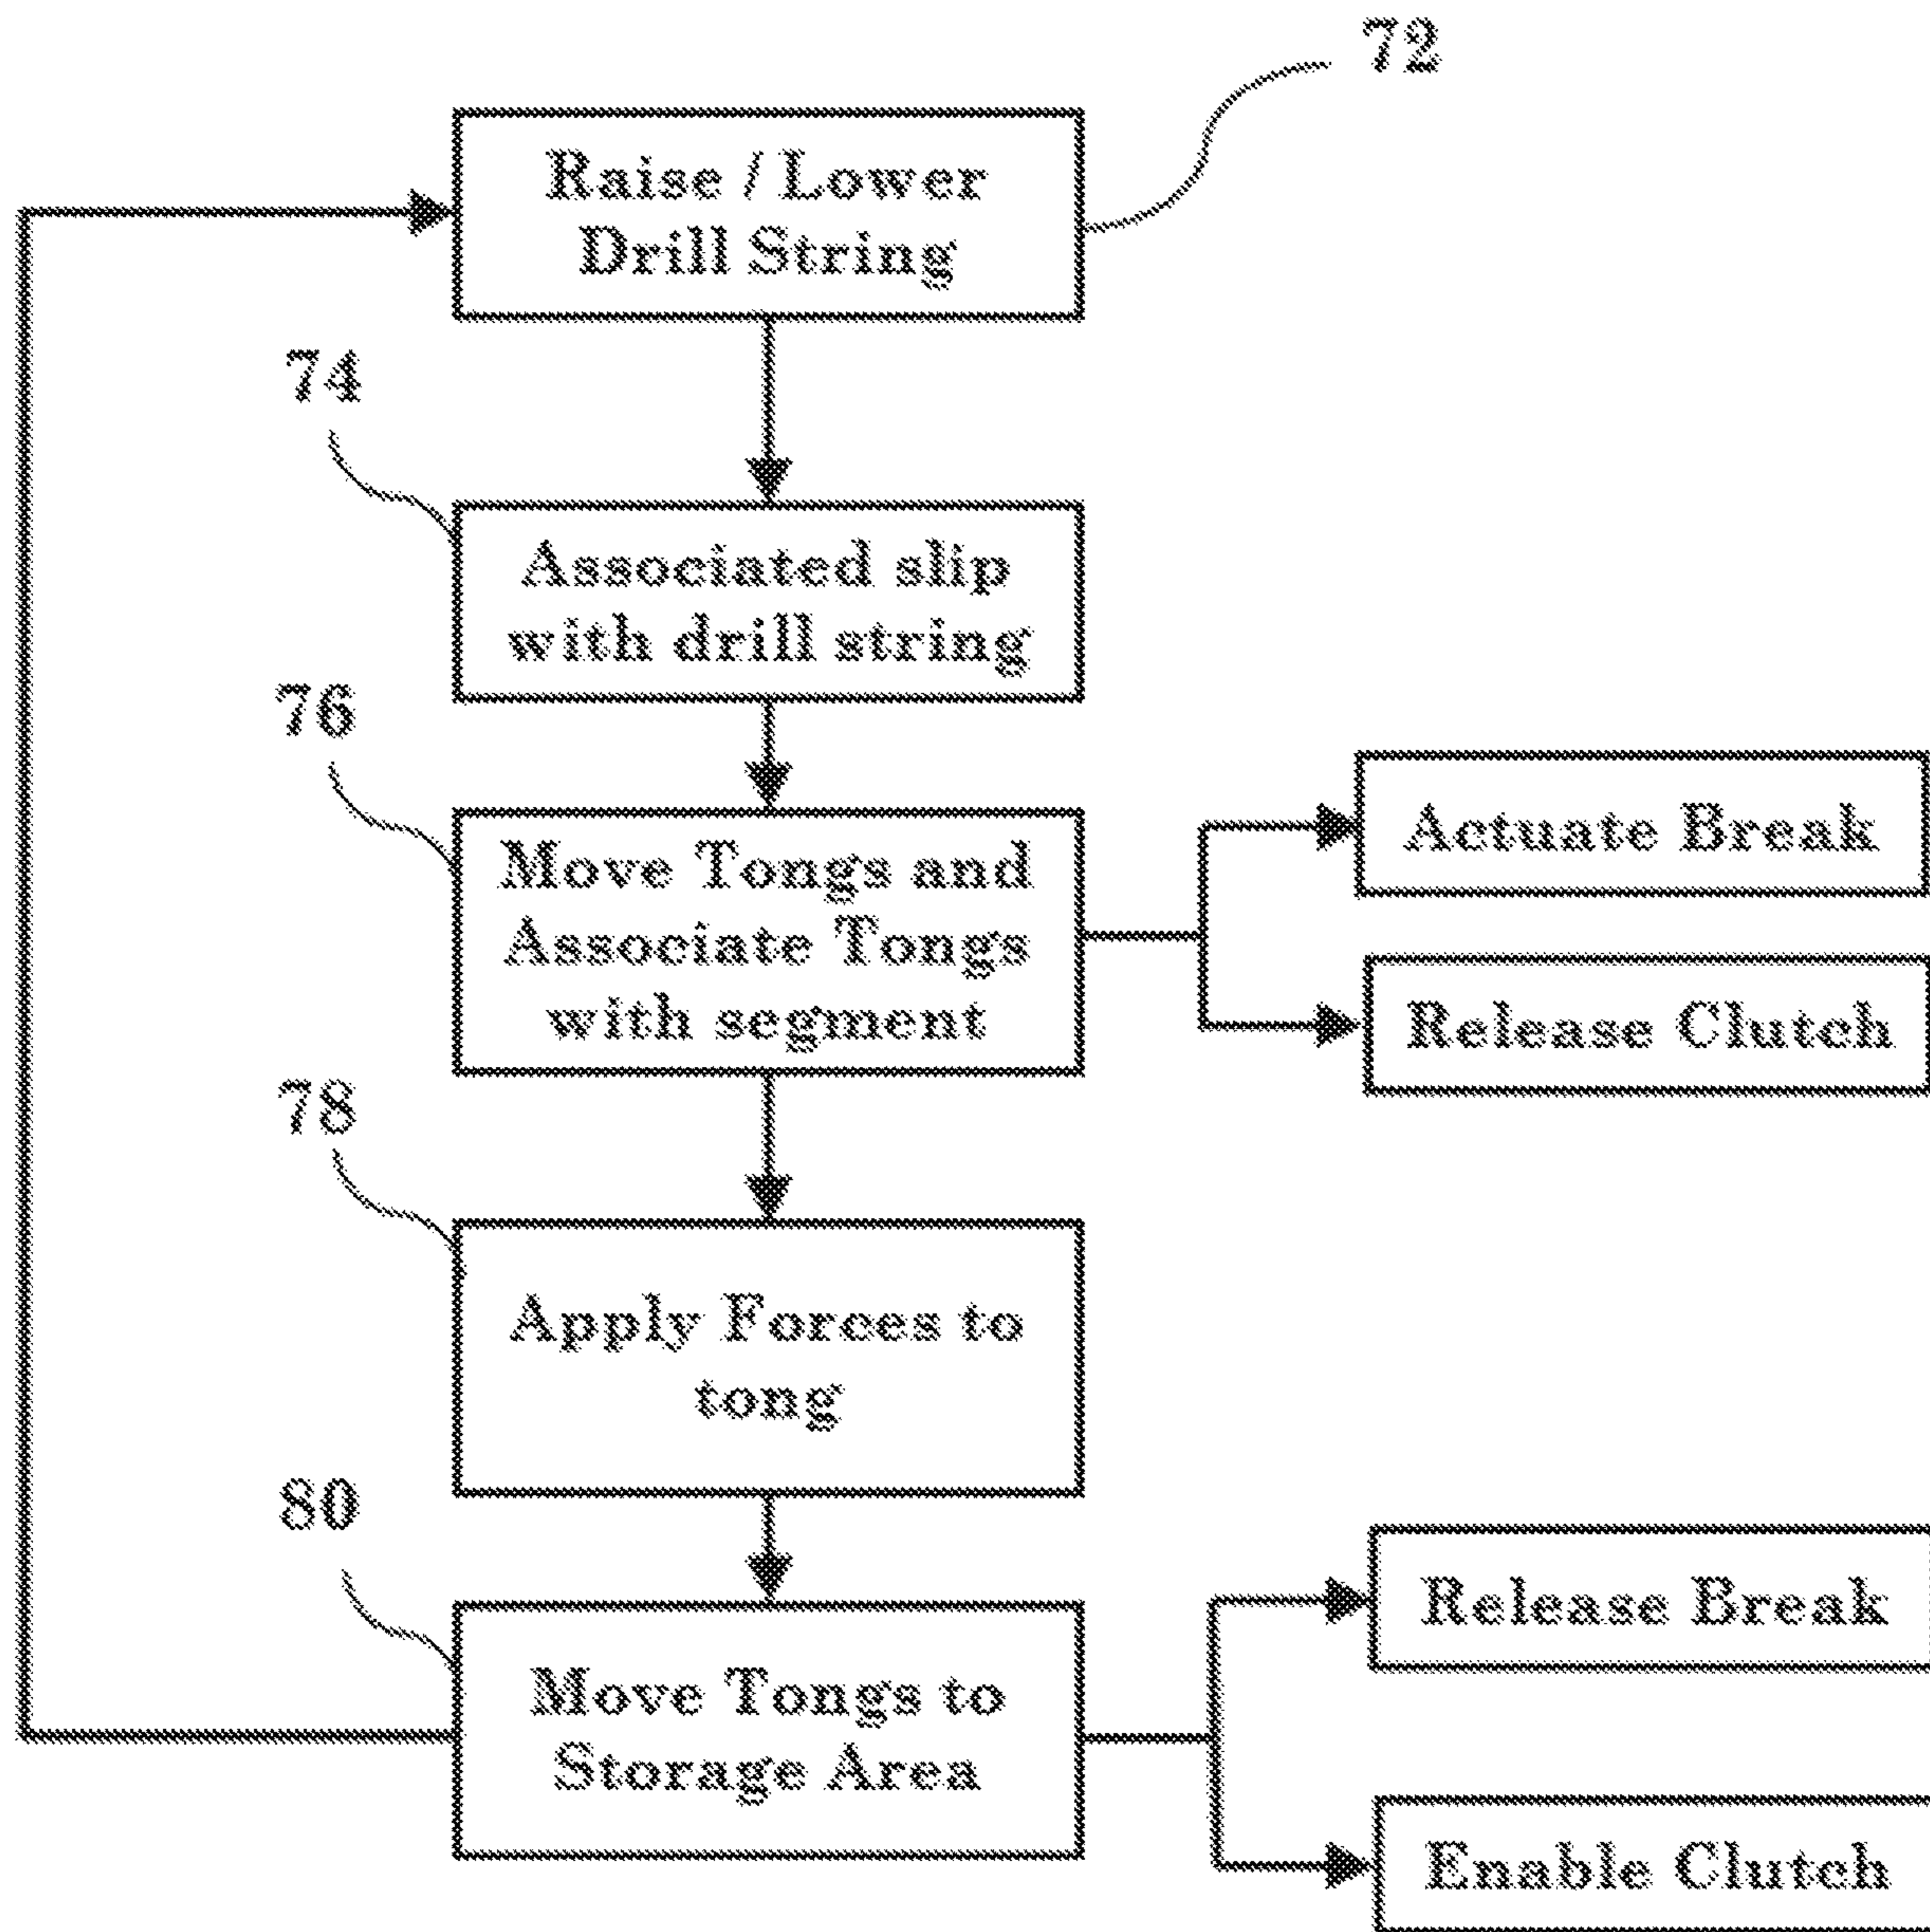 72
Raise / Lower
Drill String
74
Associated slip
with drill string
76
Move Tongs and
Associate Tongs
with segment
Actuate Break
Release Clutch
78
Apply Forces to
tong
80
Move Tongs to
Storage Area
Release Break
Enable Clutch